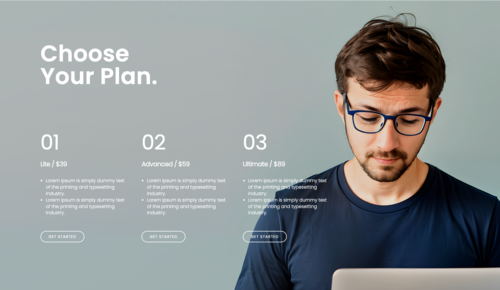 Choose
Your Plan.
01
Lite / $39
• Lorem Ipsum is simply dummy text
of the printing and typesetting
industry.
• Lorem Ipsum is simply dummy text
of the printing and typesetting
industry.
GET STARTED
02
Advanced / $59
• Lorem Ipsum is simply dummy text
of the printing and typesetting
industry.
• Lorem Ipsum is simply dummy text
of the printing and typesetting
industry.
GET STARTED
03
Ultimate / $89
• Lorem Ipsum is simply dummy text
of the printing and typesetting
industry.
• Lorem Ipsum is simply dummy text
of the printing and typesetting
industry.
GET STARTED